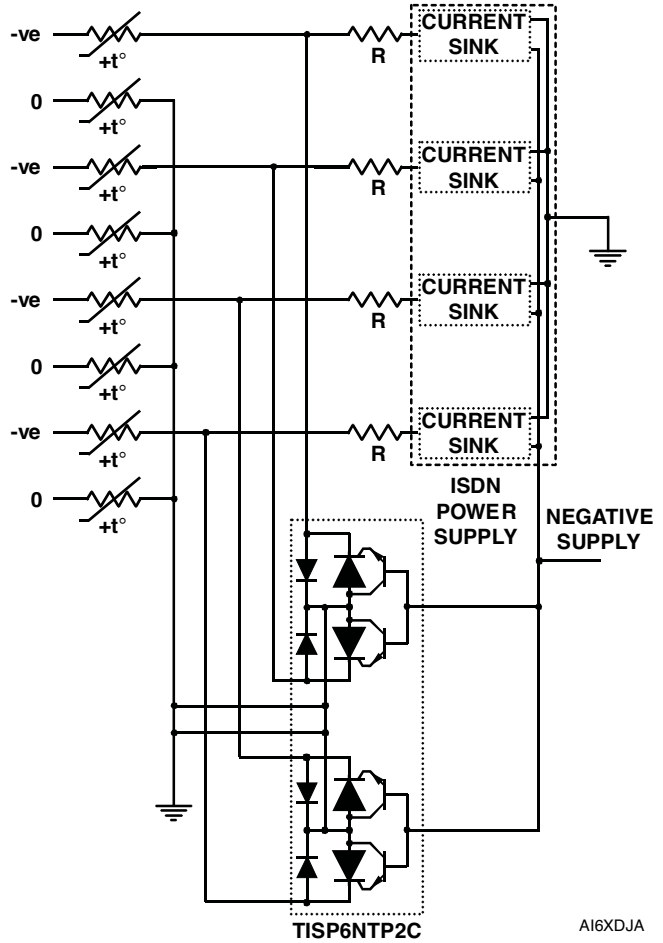 -ve
+t°
R
CURRENT
SINK
0
+t°
-ve
+t°
R
CURRENT
SINK
0
+t°
-ve
+t°
R
CURRENT
SINK
0
+t°
-ve
+t°
R
CURRENT
SINK
0
+t°
ISDN
POWER
SUPPLY
NEGATIVE
SUPPLY
TISP6NTP2C
AI6XDJA